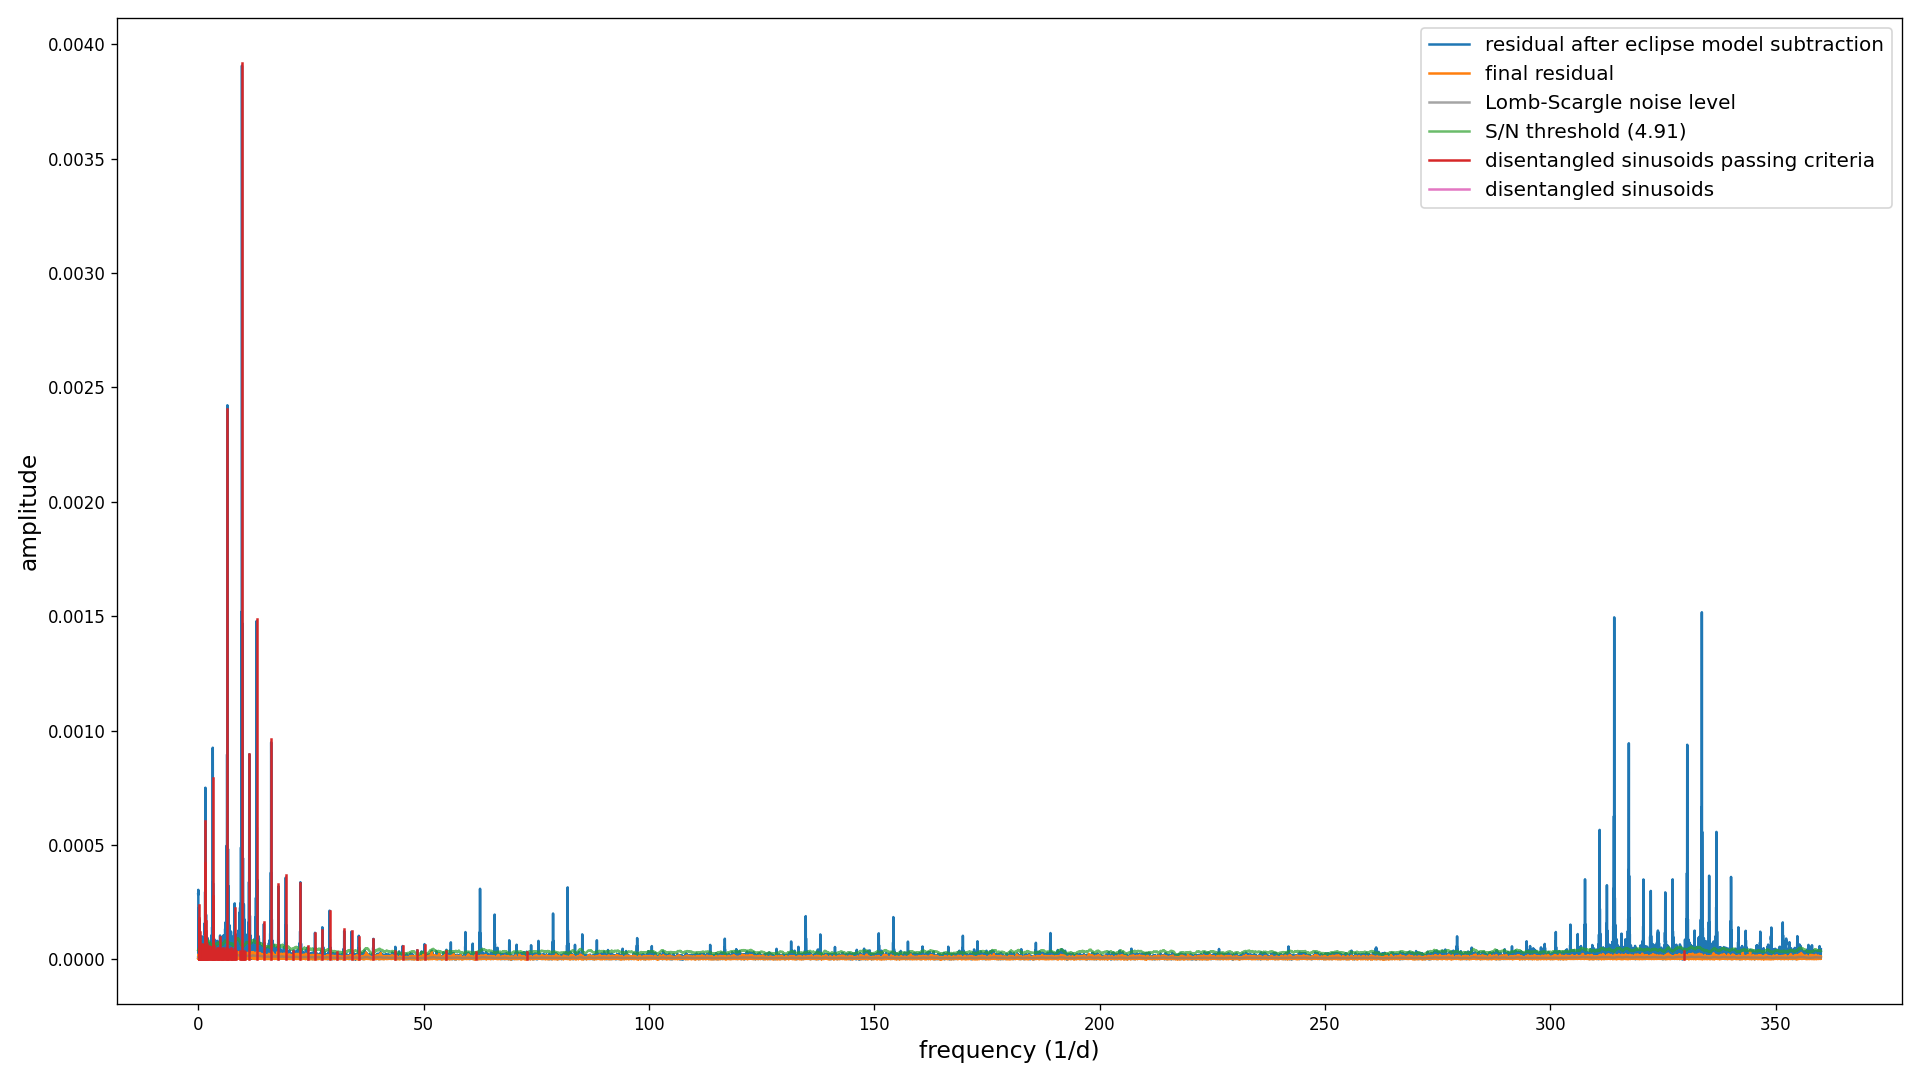 residual after eclipse model subtraction
final residual
Lomb-Scargle noise level
S/N threshold (4.91)
disentangled sinusoids passing criteria
disentangled sinusoids
0.0040
0.0035
0.0030
0.0025
0.0020
0.0015
0.0010
0.0005
0.0000
amplitude
0 50 100 150 200 250 300 350
frequency (1/d)